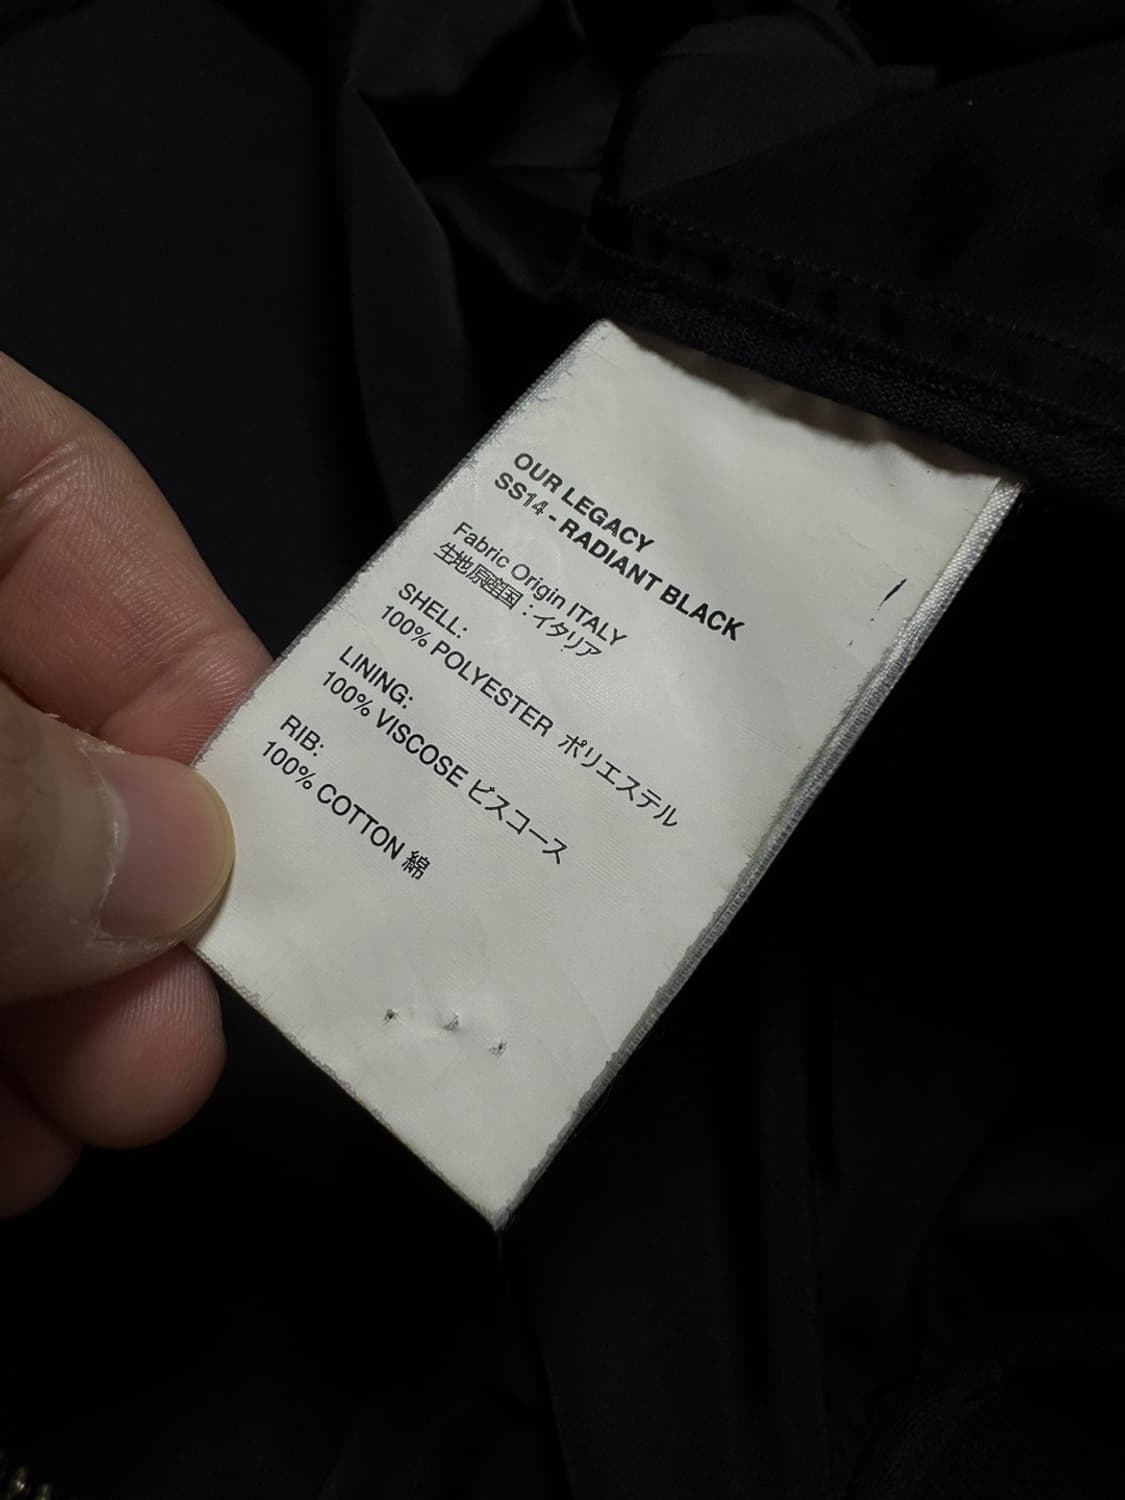 OUR LEGACY
SS14 - RADIANT BLACK
Fabric Origin ITALY
生地原産国：イタリア
SHELL:
100% POLYESTER ポリエステル
LINING:
100% VISCOSE ビスコース
RIB:
100% COTTON 綿